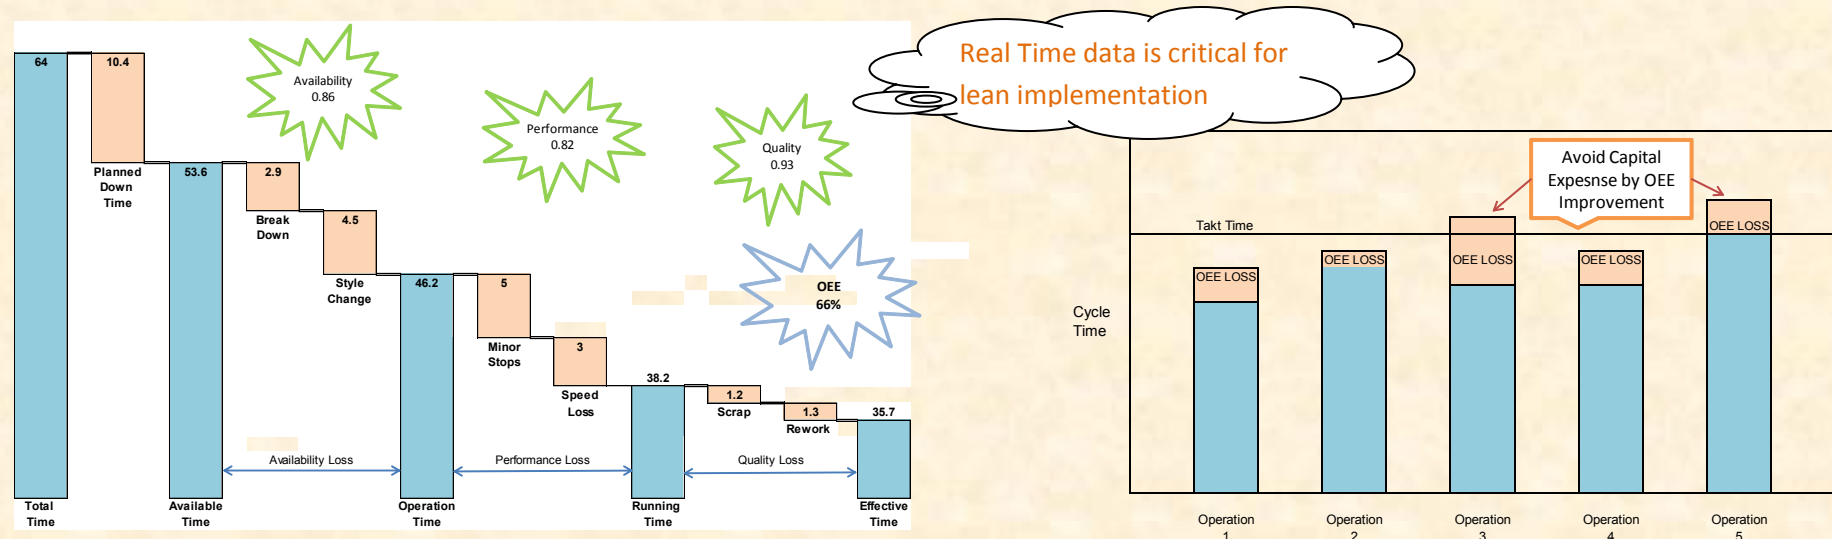 64
10.4
Planned
Down
Time
53.6
2.9
Break
Down
4.5
Style
Change
46.2
5
Minor
Stops
3
Speed
Loss
38.2
1.2
Scrap
1.3
Rework
35.7
Availability
0.86
Performance
0.82
Quality
0.93
OEE
66%
Availability Loss
Performance Loss
Quality Loss
Total
Time
Available
Time
Operation
Time
Running
Time
Effective
Time
Real Time data is critical for
lean implementation
Avoid Capital
Expesnse by OEE
Improvement
Takt Time
OEE LOSS
OEE LOSS
OEE LOSS
OEE LOSS
OEE LOSS
Cycle
Time
Operation
1
Operation
2
Operation
3
Operation
4
Operation
5